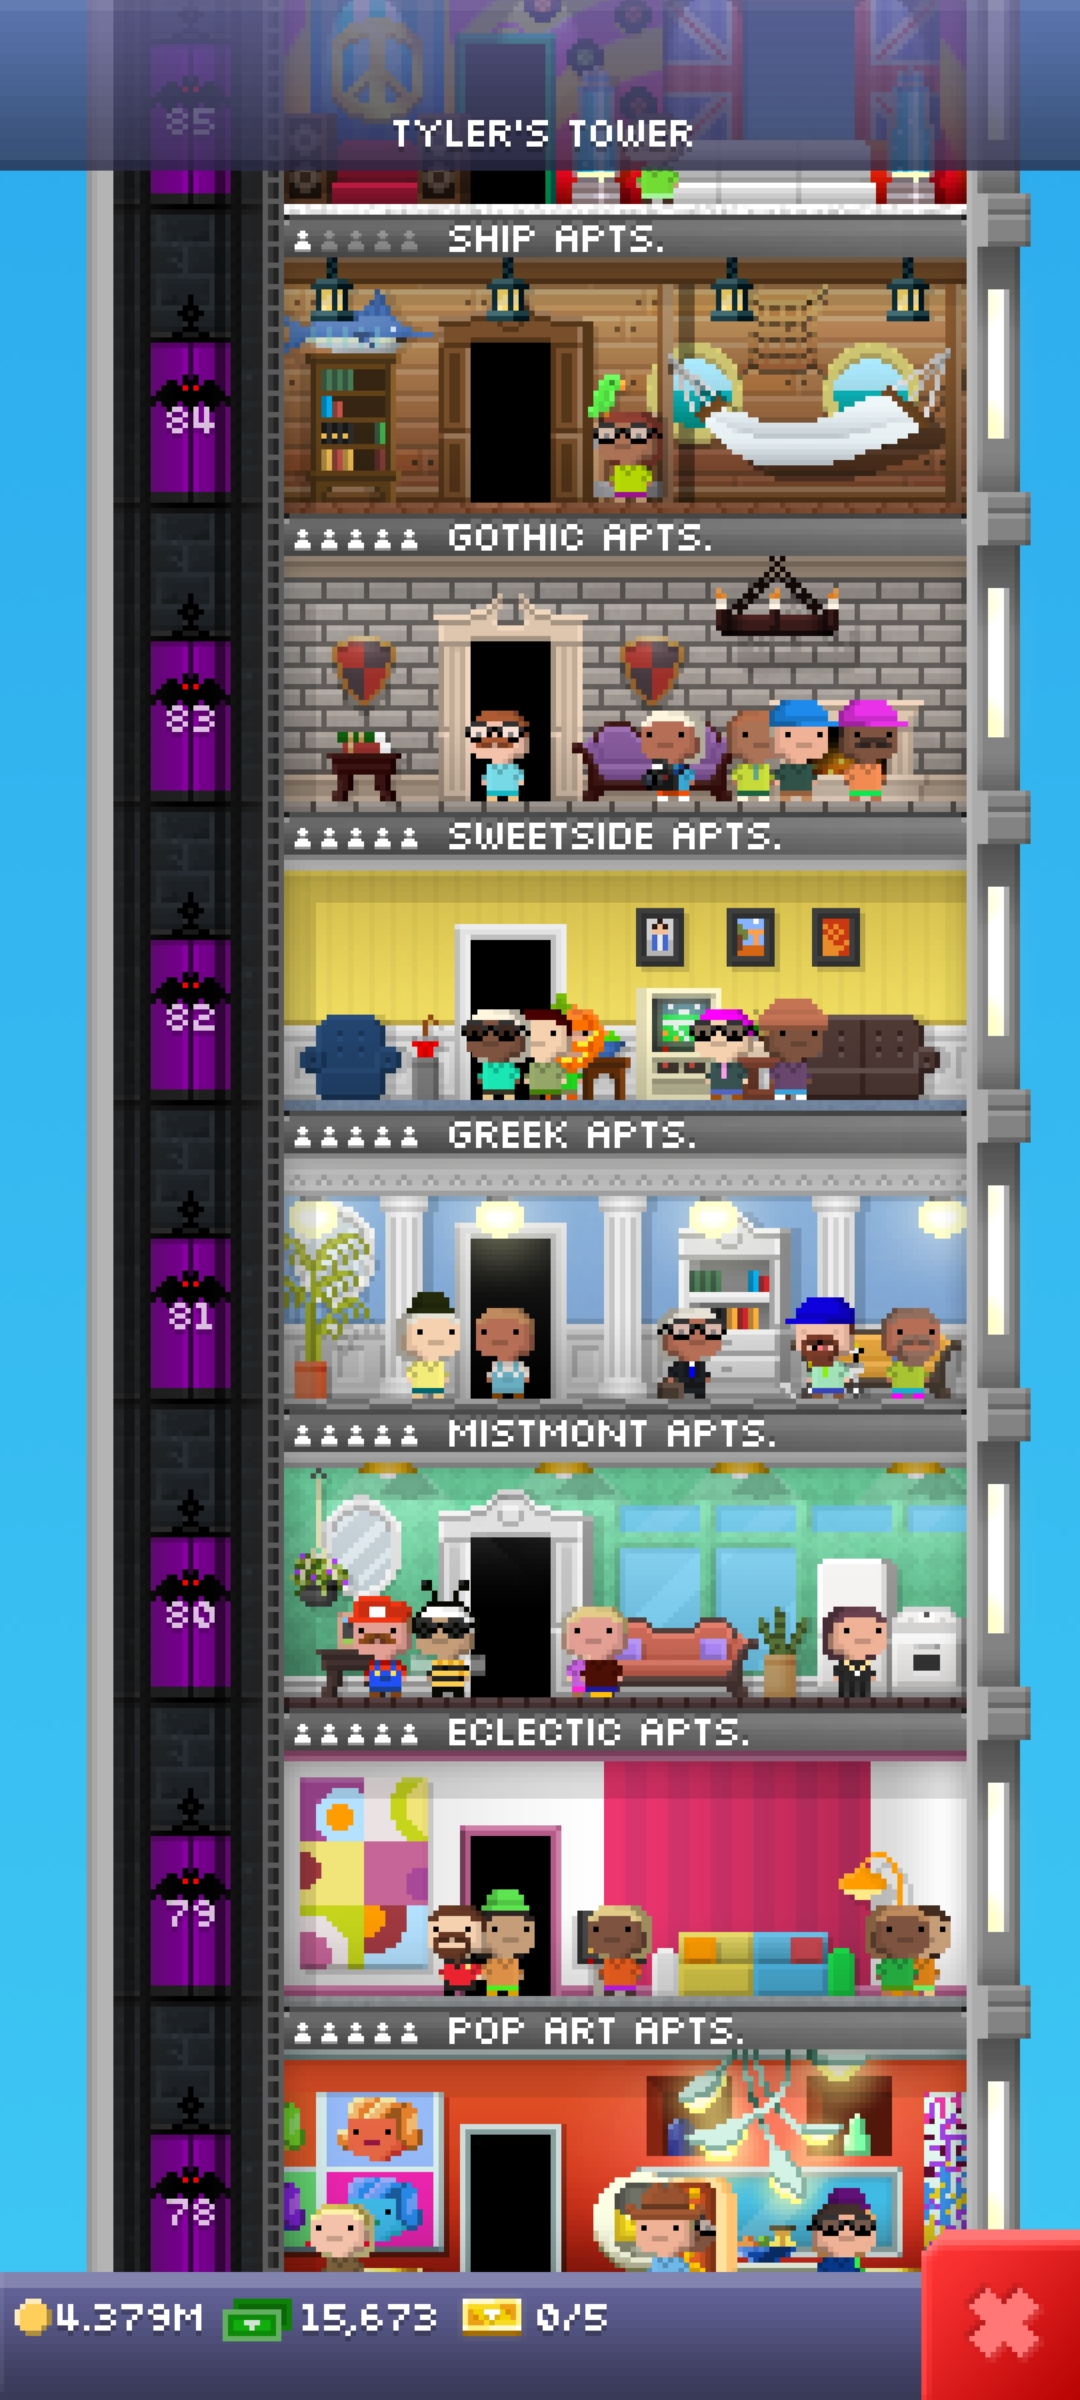 85
TYLER'S TOWER
SHIP APTS.
84
GOTHIC APTS.
83
SWEETSIDE APTS.
82
GREEK APTS.
81
MISTMONT APTS.
80
ECLECTIC APTS.
79
POP ART APTS.
78
4.379M 15,673 0/5